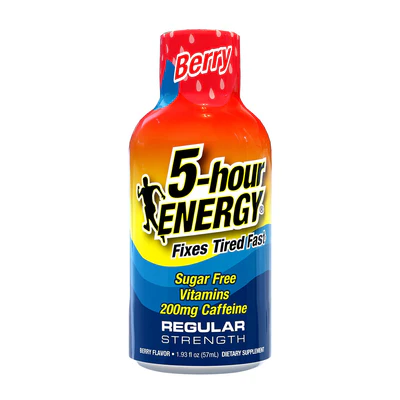 Berry
5-hour
ENERGY®
Fixes Tired Fast
Sugar Free
Vitamins
200mg Caffeine
REGULAR
STRENGTH
BERRY FLAVOR • 1.93 fl oz (57mL) DIETARY SUPPLEMENT